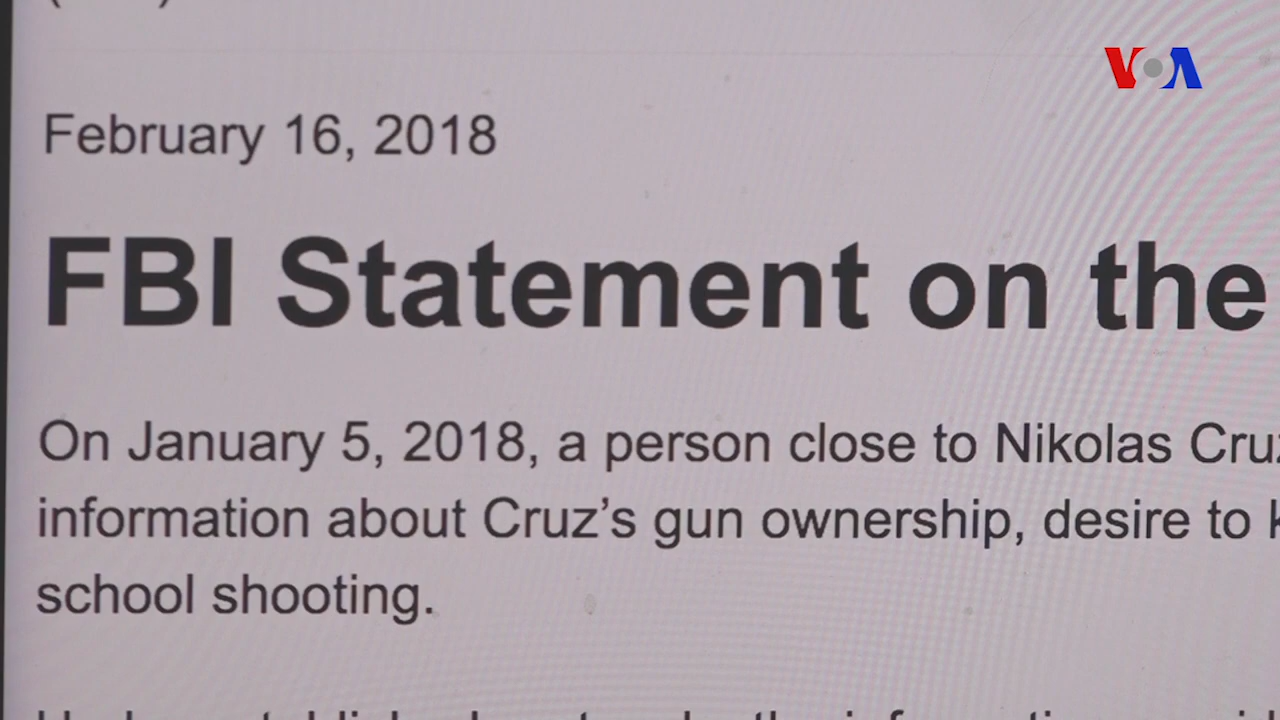 VOA
February 16, 2018
FBI Statement on the
On January 5, 2018, a person close to Nikolas Cruz
information about Cruz’s gun ownership, desire to
school shooting.